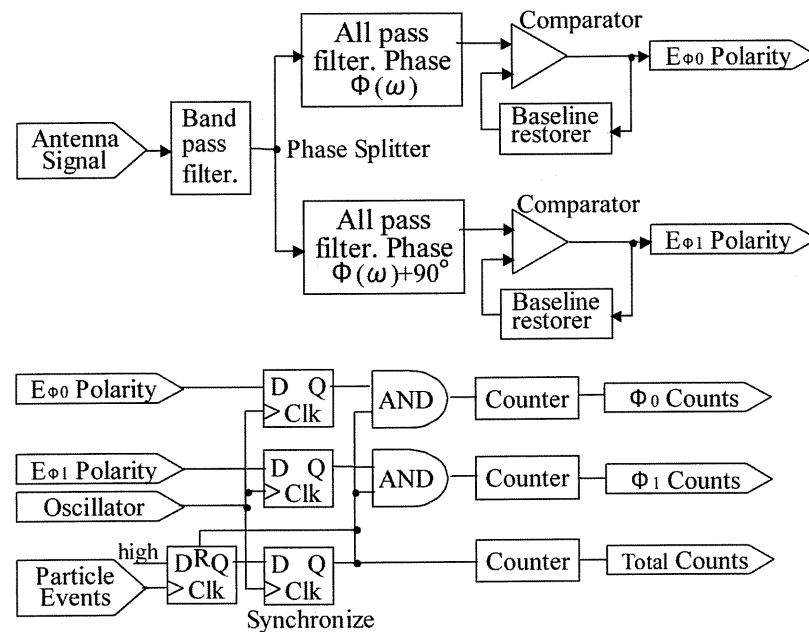 All pass
filter. Phase
Φ(ω)
Comparator
EΦ0 Polarity
Baseline
restorer
Antenna
Signal
Band
pass
filter.
Phase Splitter
All pass
filter. Phase
Φ(ω)+90°
Comparator
EΦ1 Polarity
Baseline
restorer
EΦ0 Polarity
D Q
Clk
AND
Counter
Φ0 Counts
EΦ1 Polarity
D Q
Clk
AND
Counter
Φ1 Counts
Oscillator
high
Particle
Events
D R Q
Clk
D Q
Clk
Synchronize
Counter
Total Counts